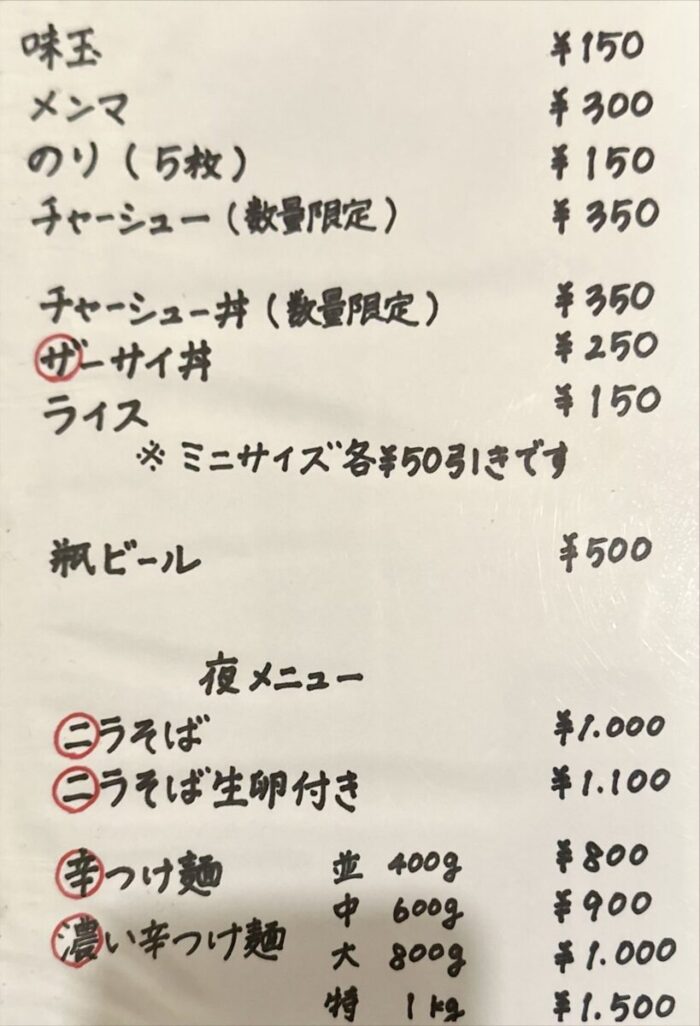 味玉 ¥150
メンマ ¥300
のり(5枚) ¥150
チャーシュー(数量限定) ¥350
チャーシュー丼(数量限定) ¥350
ザーサイ丼 ¥250
ライス ¥150
※ミニサイズ各¥50引きです
瓶ビール ¥500
夜メニュー
ニラそば ¥1.000
ニラそば生卵付き ¥1.100
辛つけ麺 並 400g ¥800
中 600g ¥900
濃い辛つけ麺 大 800g ¥1.000
特 1kg ¥1.500